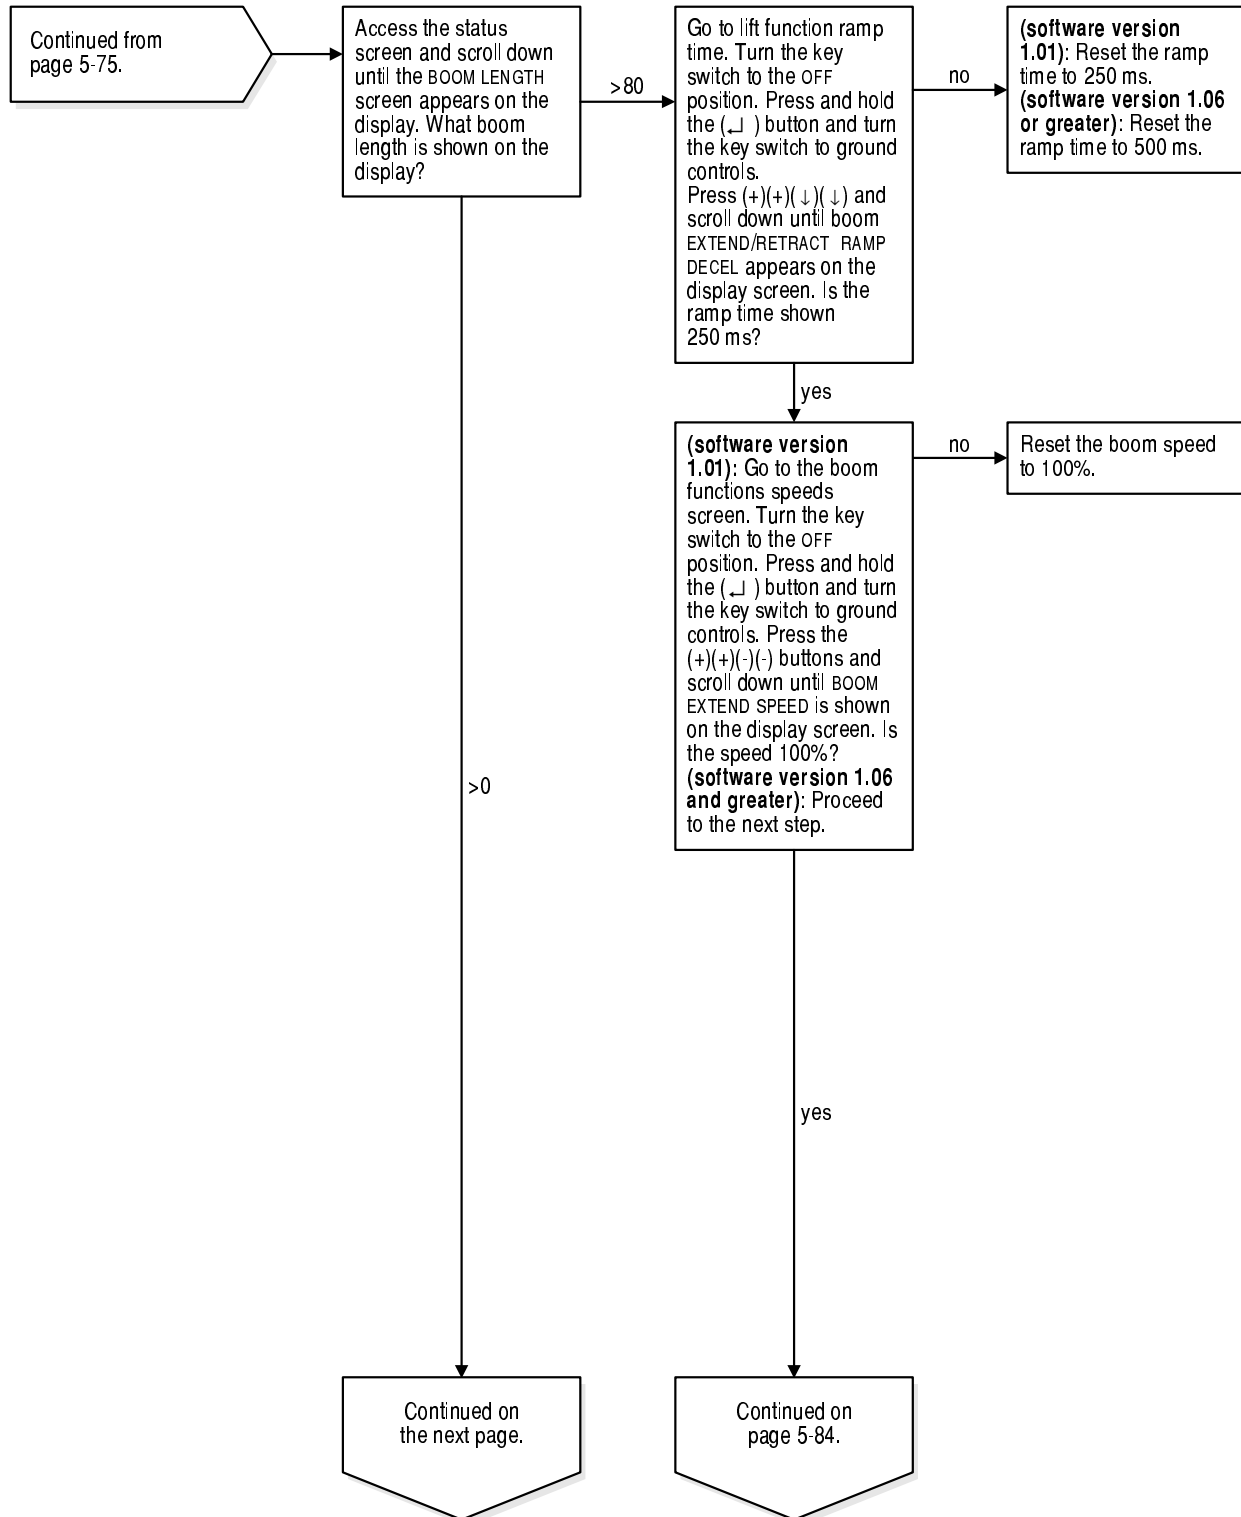 Continued from
page 5-75.
Access the status
screen and scroll down
until the BOOM LENGTH
screen appears on the
display. What boom
length is shown on the
display?
>80
Go to lift function ramp
time. Turn the key
switch to the OFF
position. Press and hold
the (↵) button and turn
the key switch to ground
controls.
Press (+)(+)(↓)(↓) and
scroll down until boom
EXTEND/RETRACT RAMP
DECEL appears on the
display screen. Is the
ramp time shown
250 ms?
no
(software version
1.01): Reset the ramp
time to 250 ms.
(software version 1.06
or greater): Reset the
ramp time to 500 ms.
yes
(software version
1.01): Go to the boom
functions speeds
screen. Turn the key
switch to the OFF
position. Press and hold
the (↵) button and turn
the key switch to ground
controls. Press the
(+)(+)(-)(-) buttons and
scroll down until BOOM
EXTEND SPEED is shown
on the display screen. Is
the speed 100%?
(software version 1.06
and greater): Proceed
to the next step.
no
Reset the boom speed
to 100%.
>0
yes
Continued on
the next page.
Continued on
page 5-84.